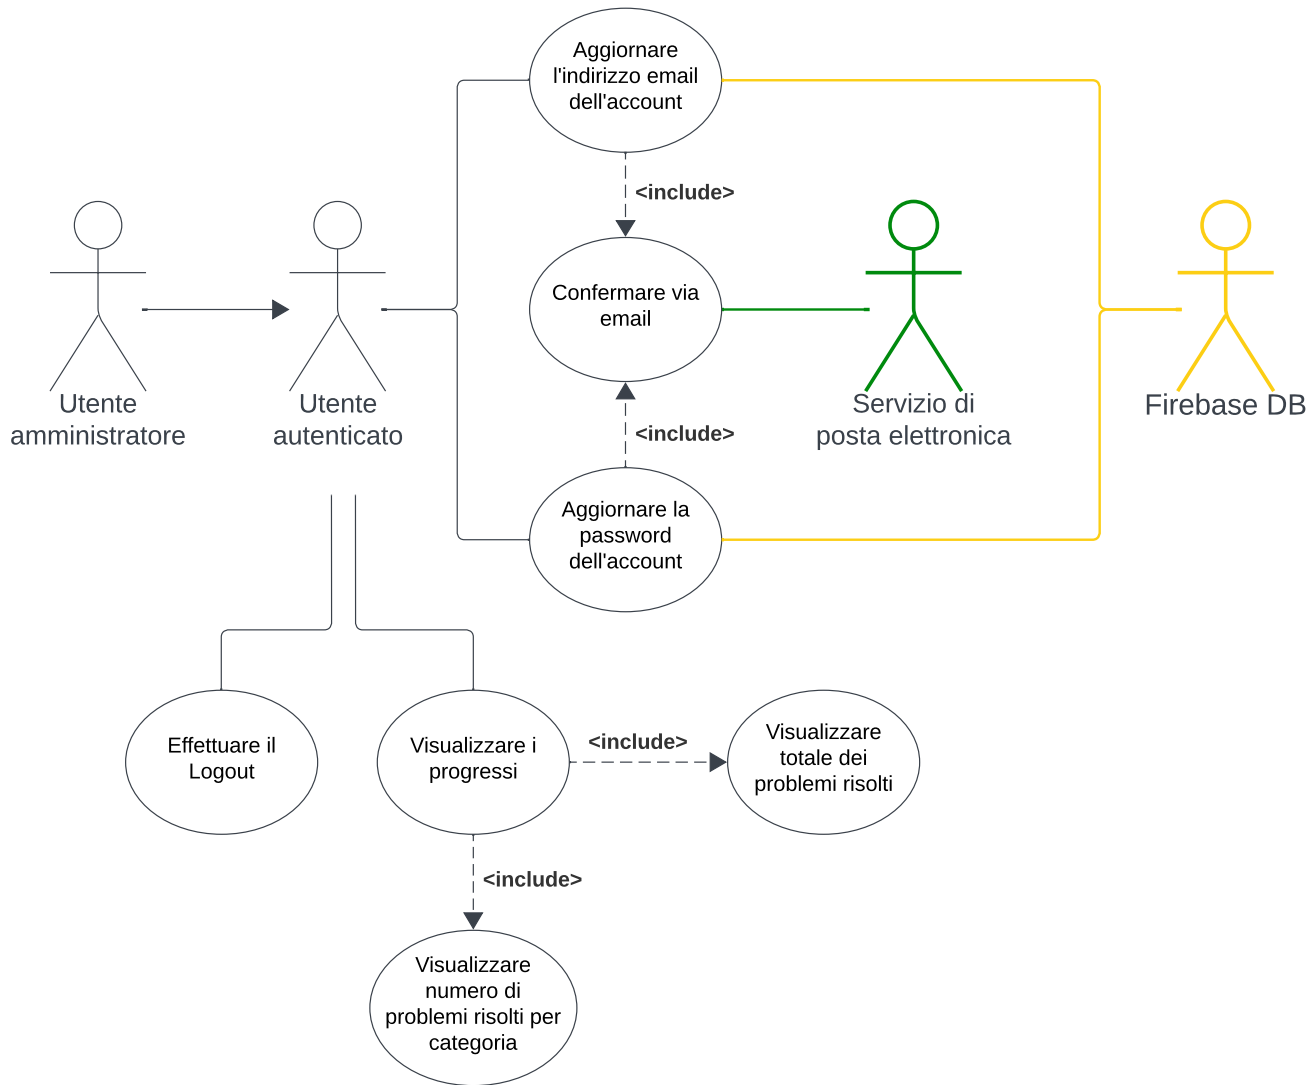 Aggiornare
l'indirizzo email
dell'account
<include>
Confermare via
email
Utente
amministratore
Utente
autenticato
Servizio di
posta elettronica
Firebase DB
<include>
Aggiornare la
password
dell'account
Effettuare il
Logout
Visualizzare i
progressi
<include>
Visualizzare
totale dei
problemi risolti
<include>
Visualizzare
numero di
problemi risolti per
categoria